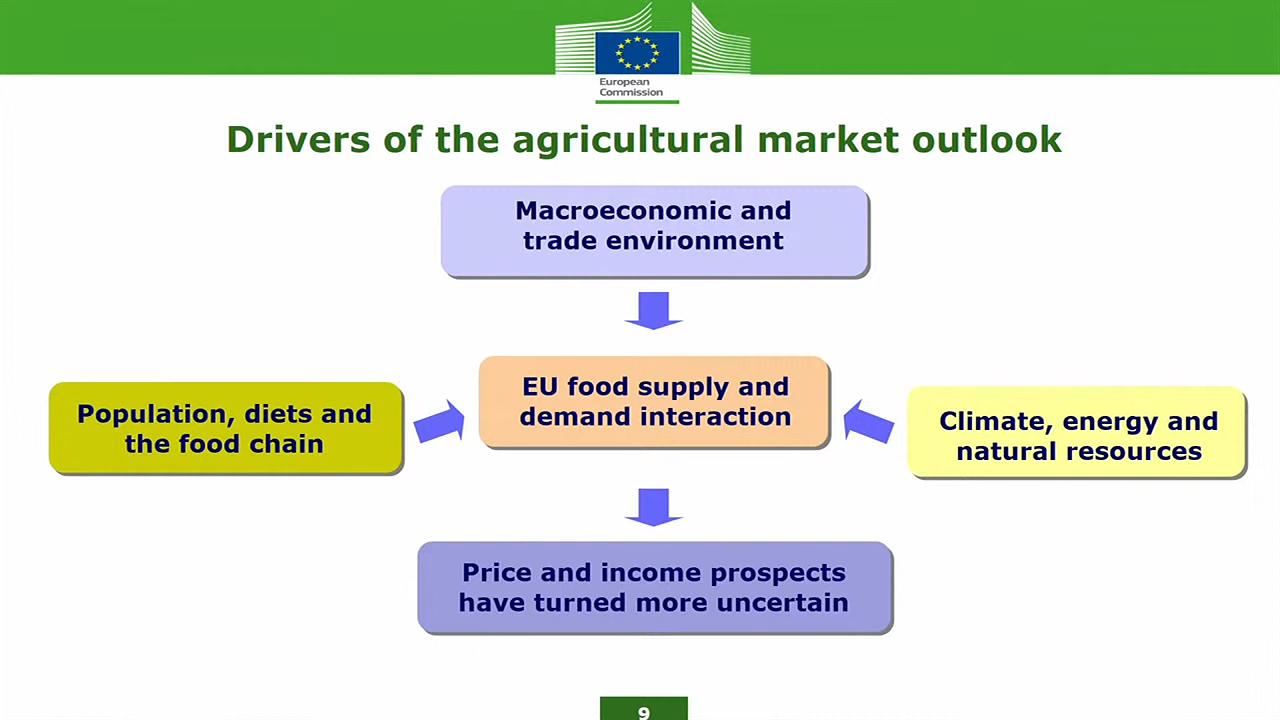 European
Commission
Drivers of the agricultural market outlook
Macroeconomic and
trade environment
EU food supply and
demand interaction
Population, diets and
the food chain
Climate, energy and
natural resources
Price and income prospects
have turned more uncertain
9